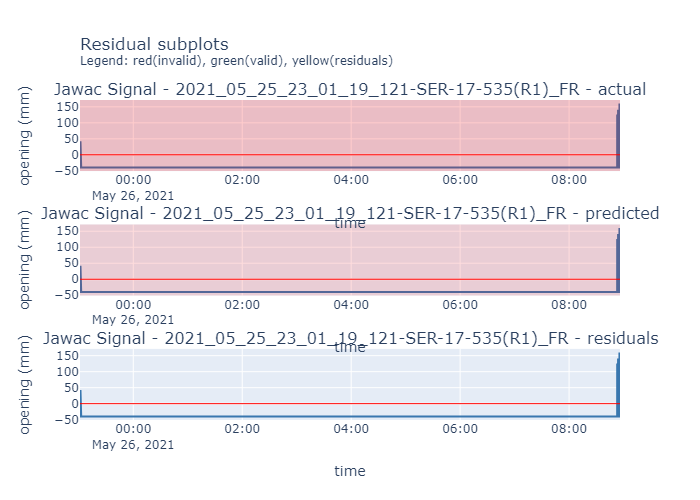 Residual subplots
Legend: red(invalid), green(valid), yellow(residuals)
Jawac Signal - 2021_05_25_23_01_19_121-SER-17-535(R1)_FR - actual
opening (mm)
150
100
50
0
−50
00:00 02:00 04:00 06:00 08:00
May 26, 2021
Jawac Signal - 2021_05_25_23_01_19_121-SER-17-535(R1)_FR - predicted
time
opening (mm)
150
100
50
0
−50
00:00 02:00 04:00 06:00 08:00
May 26, 2021
Jawac Signal - 2021_05_25_23_01_19_121-SER-17-535(R1)_FR - residuals
time
opening (mm)
150
100
50
0
−50
00:00 02:00 04:00 06:00 08:00
May 26, 2021
time